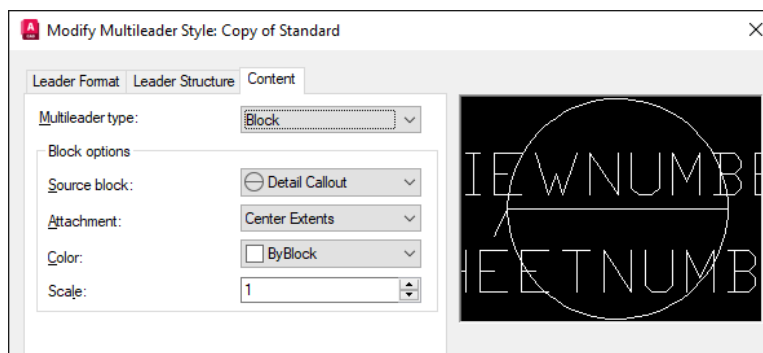 Modify Multileader Style: Copy of Standard
Leader Format Leader Structure Content
Multileader type: Block
Block options
Source block: Detail Callout
Attachment: Center Extents
Color: ByBlock
Scale: 1
IEWNUMBE
HEETNUMB